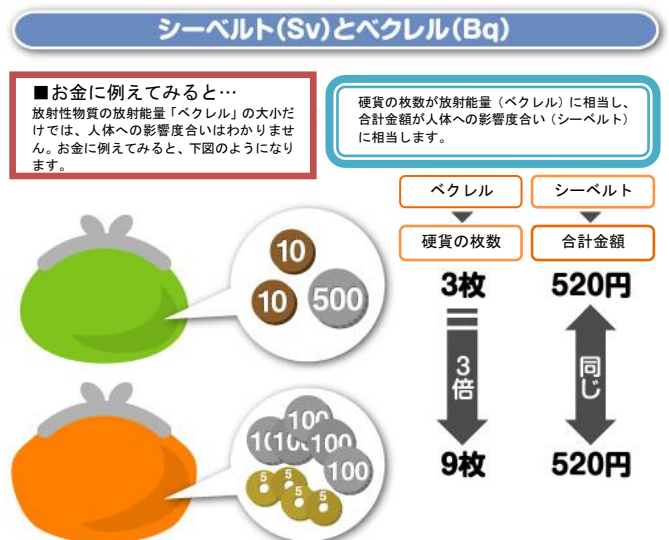 シーベルト(Sv)とベクレル(Bq)
■お金に例えてみると…
放射性物質の放射能量「ベクレル」の大小だ
けでは、人体への影響度合いはわかりませ
ん。お金に例えてみると、下図のようになり
ます。
硬貨の枚数が放射能量（ベクレル）に相当し、
合計金額が人体への影響度合い（シーベルト）
に相当します。
ベクレル
シーベルト
硬貨の枚数
合計金額
10
10
500
3枚
520円
3倍
同じ
100
100
100
100
100
5
5
5
5
9枚
520円